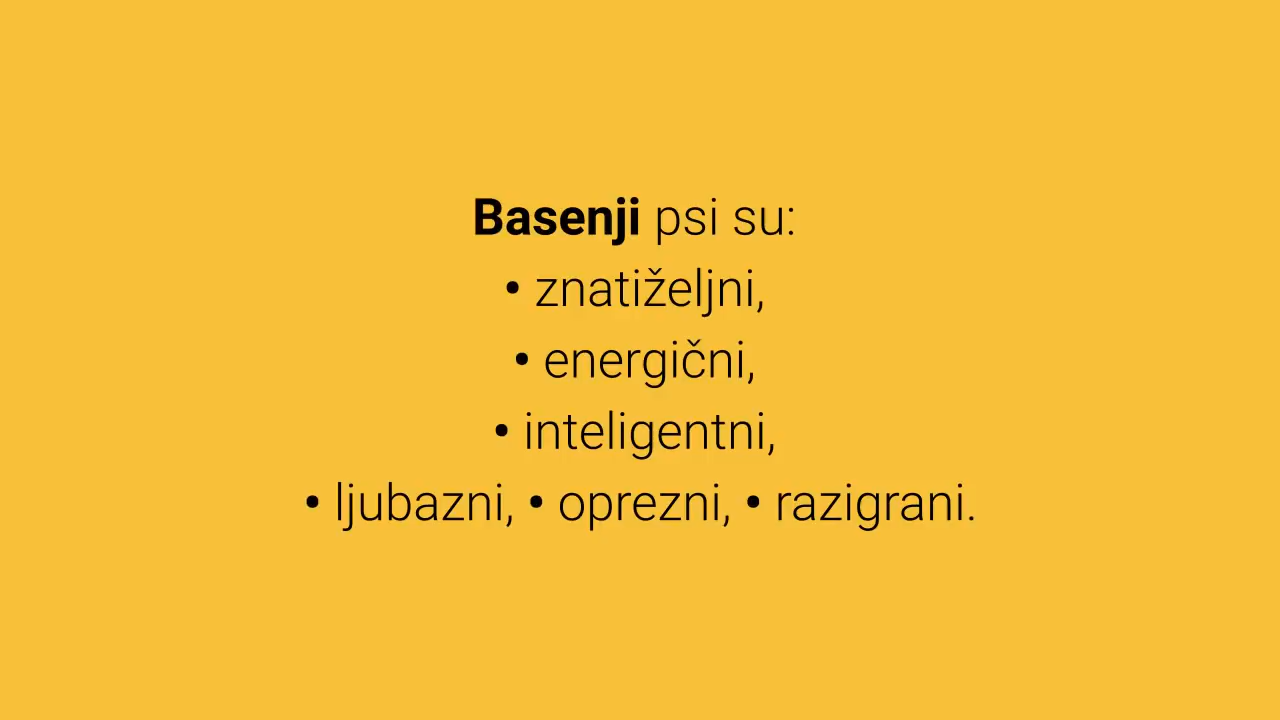 Basenji psi su:
• znatiželjni,
• energični,
• inteligentni,
• ljubazni, • oprezni, • razigrani.